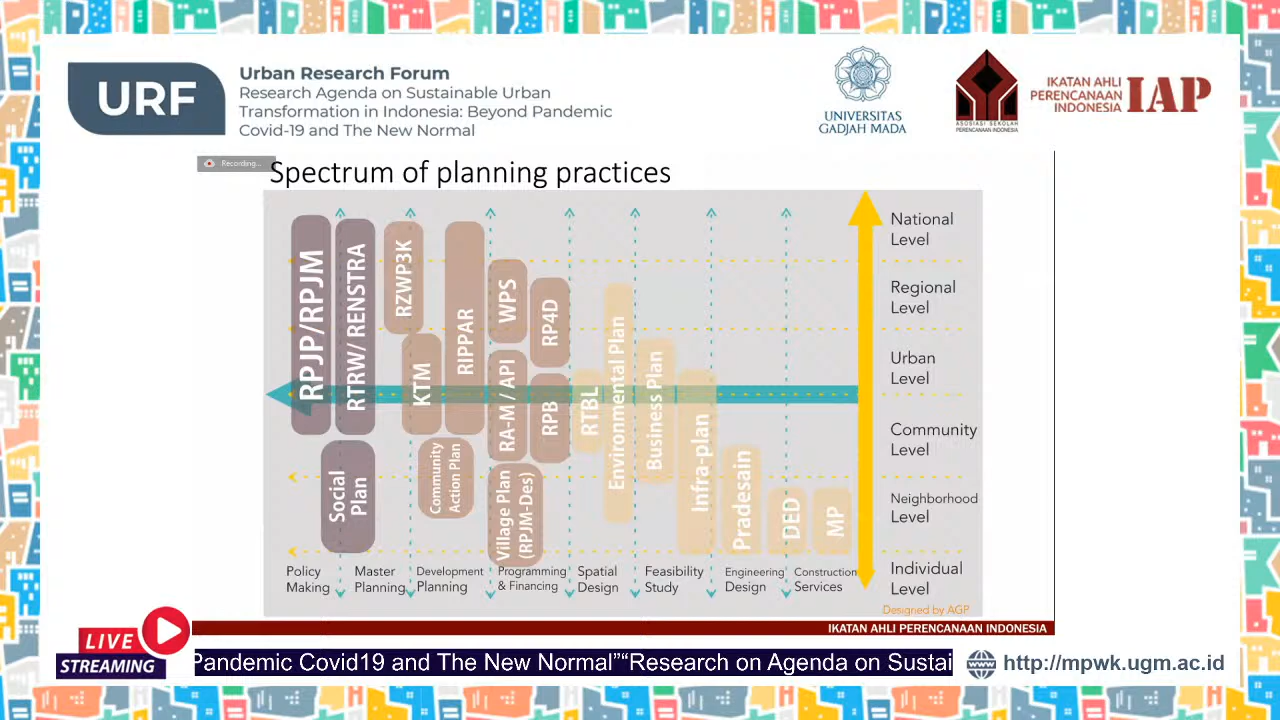 URF
Urban Research Forum
Research Agenda on Sustainable Urban
Transformation in Indonesia: Beyond Pandemic
Covid-19 and The New Normal
UNIVERSITAS
GADJAH MADA
ASOSIASI SEKOLAH
PERENCANAAN INDONESIA
IKATAN AHLI
PERENCANAAN
INDONESIA
IAP
Recording...
Spectrum of planning practices
RPJP/RPJM
RTRW/ RENSTRA
RZWP3K
RIPPAR
WPS
RP4D
KTM
RA-M / API
RPB
RTBL
Environmental Plan
Business Plan
Infra-plan
Pradesain
DED
MP
Social
Plan
Community
Action Plan
Village Plan
(RPJM-Des)
National
Level
Regional
Level
Urban
Level
Community
Level
Neighborhood
Level
Individual
Level
Policy
Making
Master
Planning
Development
Planning
Programming
& Financing
Spatial
Design
Feasibility
Study
Engineering
Design
Construction
Services
Designed by AGP
IKATAN AHLI PERENCANAAN INDONESIA
LIVE
STREAMING
Pandemic Covid19 and The New Normal”“Research on Agenda on Sustai
http://mpwk.ugm.ac.id